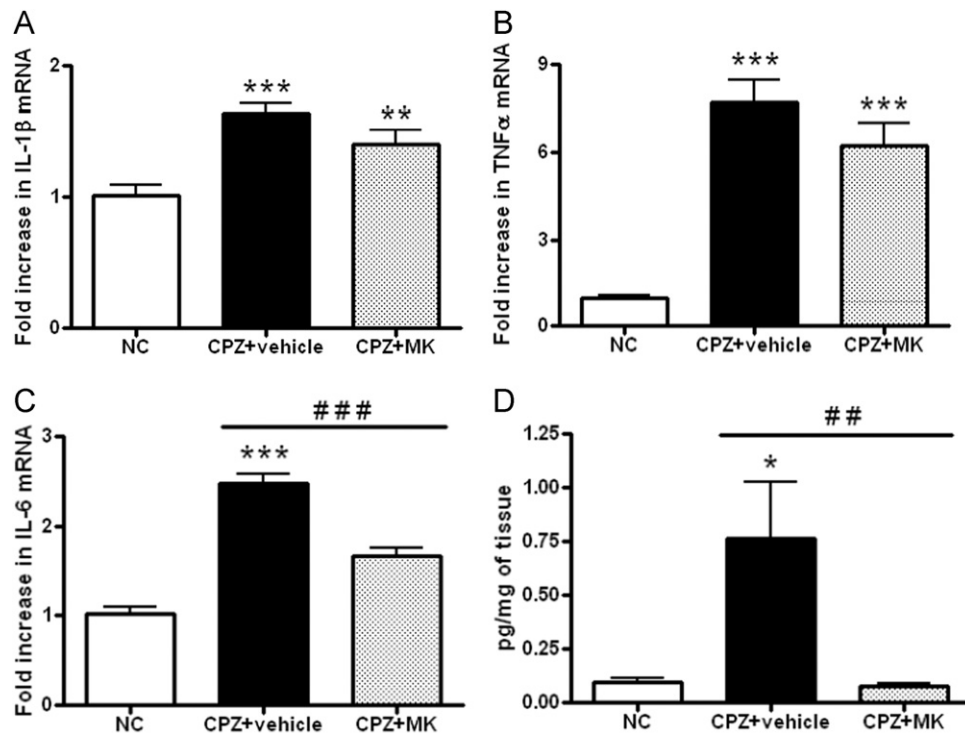 A
Fold increase in IL-1β mRNA
2
1
0
***
**
NC CPZ+vehicle CPZ+MK
B
Fold increase in TNFα mRNA
9
6
3
0
***
***
NC CPZ+vehicle CPZ+MK
C
Fold increase in IL-6 mRNA
3
2
1
0
###
***
NC CPZ+vehicle CPZ+MK
D
pg/mg of tissue
1.25
1.00
0.75
0.50
0.25
0.00
##
*
NC CPZ+vehicle CPZ+MK